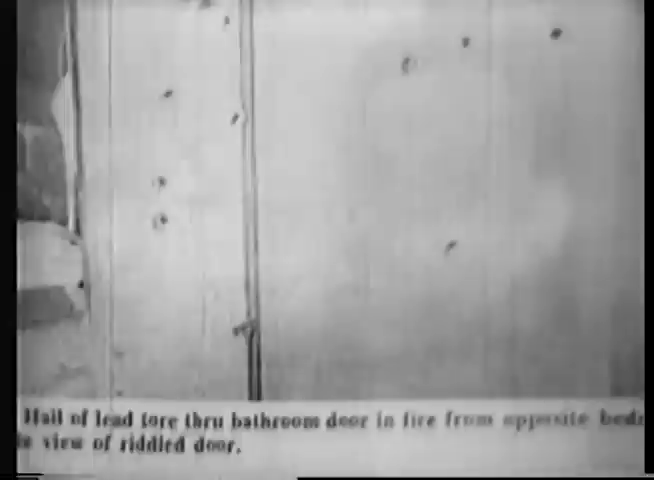 Hail of lead tore thru bathroom door in fire from opposite
view of riddled door.